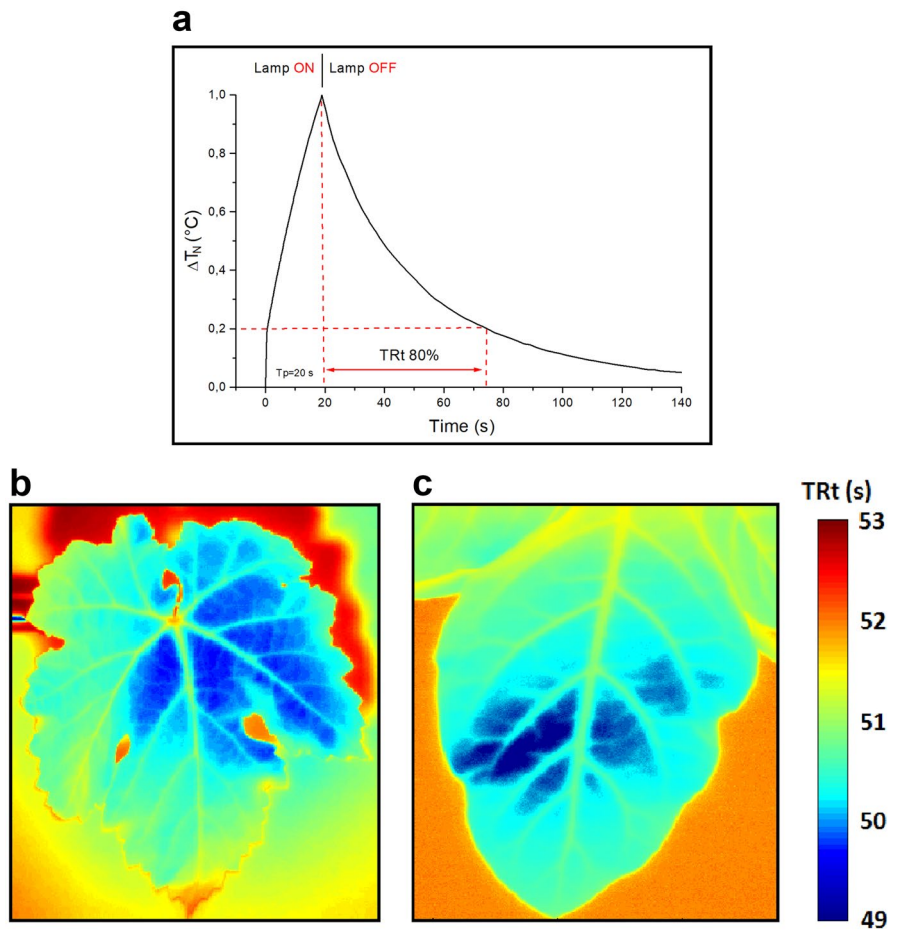 a
Lamp ON | Lamp OFF
1,0
0,8
0,6
0,4
0,2
0,0
ΔT_N (°C)
TRt 80%
Tp=20 s
0 20 40 60 80 100 120 140
Time (s)
b
c
TRt (s)
53
52
51
50
49